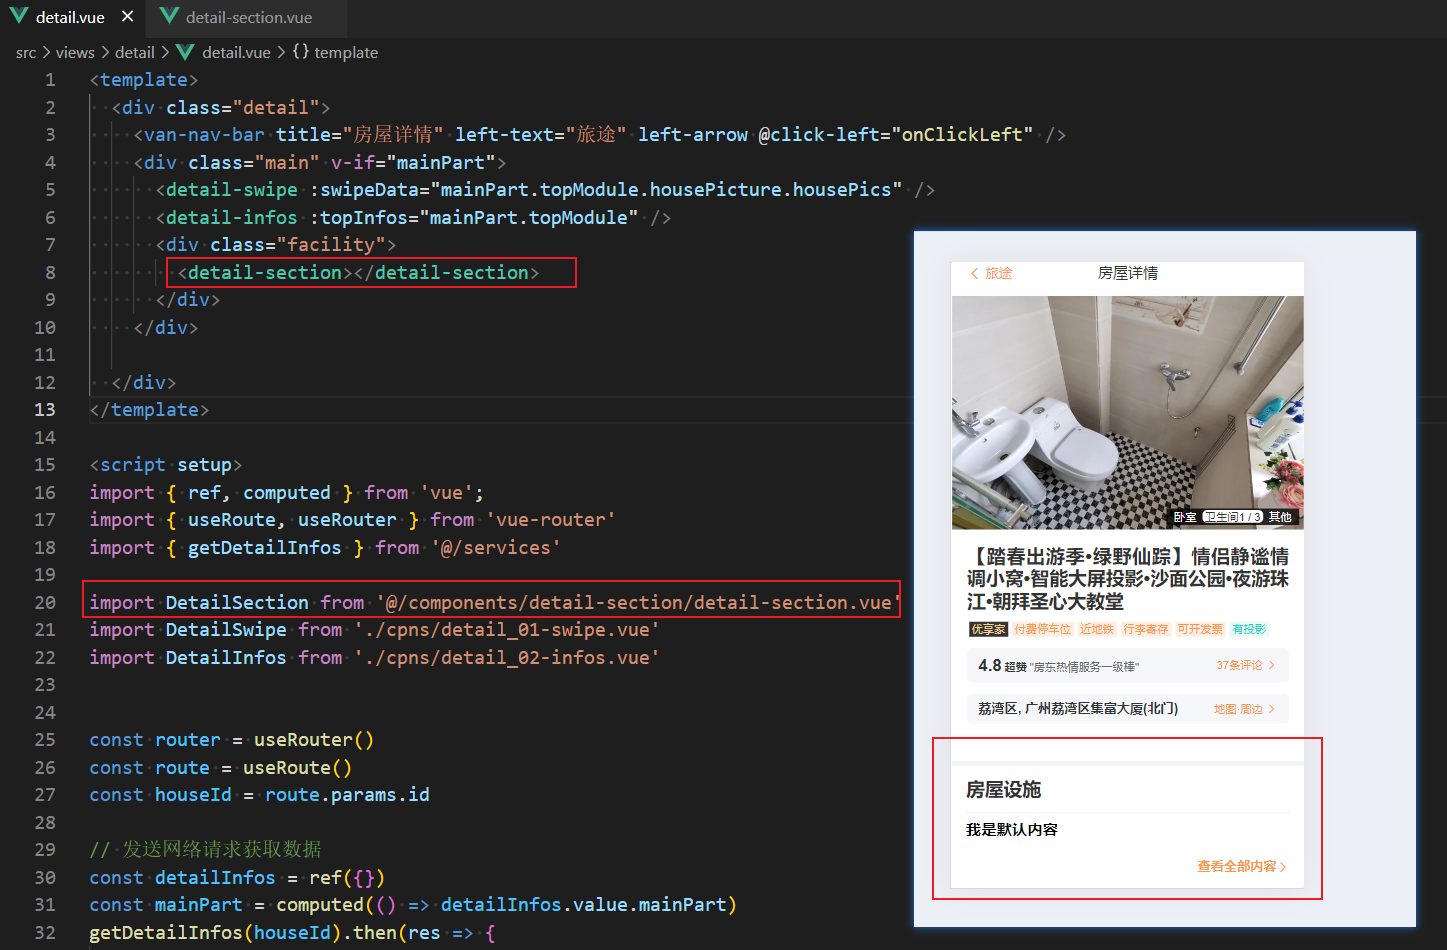 detail.vue × detail-section.vue
src > views > detail > detail.vue > {} template
1 <template>
2 <div class="detail">
3 <van-nav-bar title="房屋详情" left-text="旅途" left-arrow @click-left="onClickLeft" />
4 <div class="main" v-if="mainPart">
5 <detail-swipe :swipeData="mainPart.topModule.housePicture.housePics" />
6 <detail-infos :topInfos="mainPart.topModule" />
7 <div class="facility">
8 <detail-section></detail-section>
9 </div>
10 </div>
11
12 </div>
13 </template>
14
15 <script setup>
16 import { ref, computed } from 'vue';
17 import { useRoute, useRouter } from 'vue-router'
18 import { getDetailInfos } from '@/services'
19
20 import DetailSection from '@/components/detail-section/detail-section.vue'
21 import DetailSwipe from './cpns/detail_01-swipe.vue'
22 import DetailInfos from './cpns/detail_02-infos.vue'
23
24
25 const router = useRouter()
26 const route = useRoute()
27 const houseId = route.params.id
28
29 // 发送网络请求获取数据
30 const detailInfos = ref({})
31 const mainPart = computed(() => detailInfos.value.mainPart)
32 getDetailInfos(houseId).then(res => {
< 旅途 房屋详情
卧室 卫生间1 / 3 其他
【踏春出游季•绿野仙踪】情侣静谧情
调小窝•智能大屏投影•沙面公园•夜游珠
江•朝拜圣心大教堂
优享家 付费停车位 近地铁 行李寄存 可开发票 有投影
4.8 超赞 "房东热情服务一级棒" 37条评论 >
荔湾区, 广州荔湾区集富大厦(北门) 地图·周边 >
房屋设施
我是默认内容
查看全部内容 >